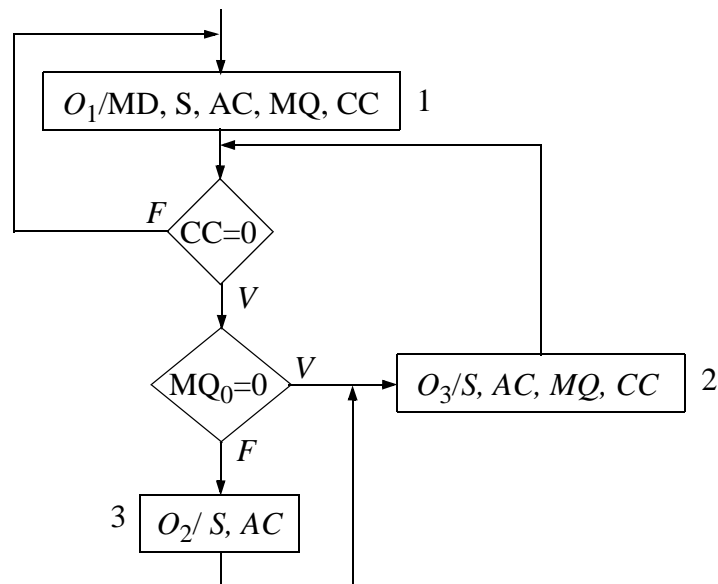 O1/MD, S, AC, MQ, CC 1
F
CC=0
V
MQ0=0
V
O3/S, AC, MQ, CC 2
F
3 O2/ S, AC